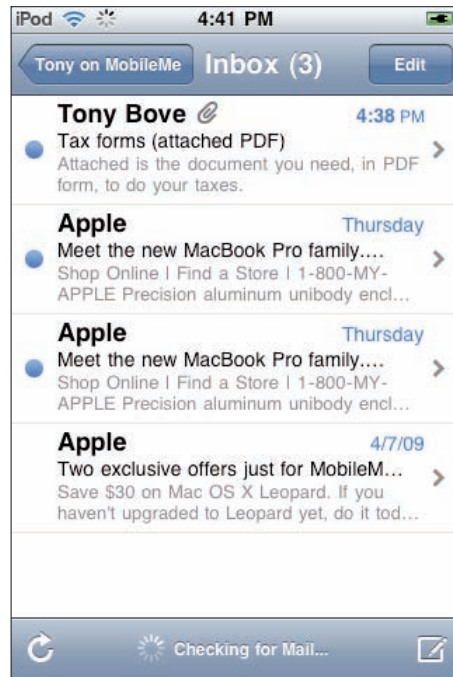 iPod 4:41 PM
Tony on MobileMe Inbox (3) Edit
Tony Bove 4:38 PM
Tax forms (attached PDF)
Attached is the document you need, in PDF
form, to do your taxes.
Apple Thursday
Meet the new MacBook Pro family....
Shop Online | Find a Store | 1-800-MY-
APPLE Precision aluminum unibody encl...
Apple Thursday
Meet the new MacBook Pro family....
Shop Online | Find a Store | 1-800-MY-
APPLE Precision aluminum unibody encl...
Apple 4/7/09
Two exclusive offers just for MobileM...
Save $30 on Mac OS X Leopard. If you
haven't upgraded to Leopard yet, do it tod...
Checking for Mail...